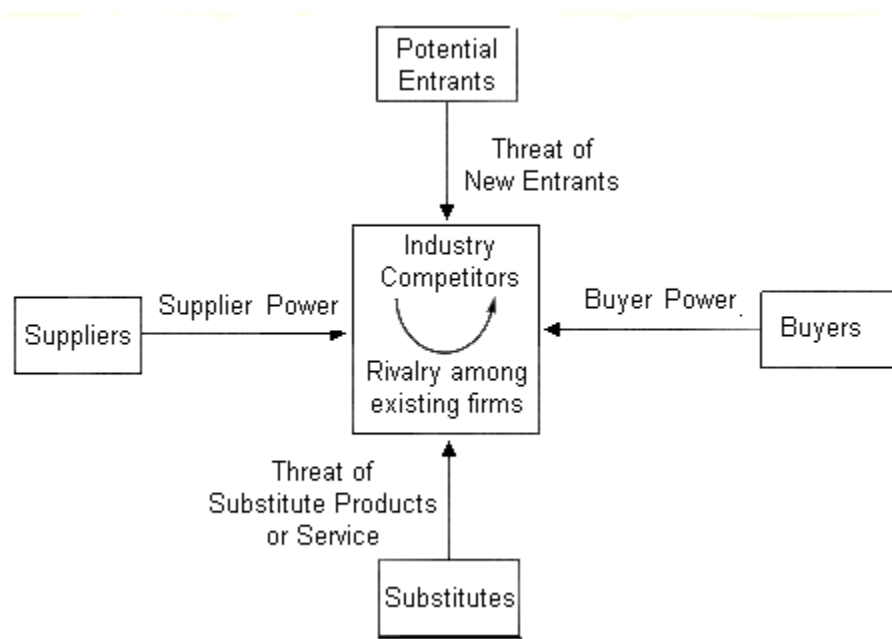 Potential
Entrants
Threat of
New Entrants
Industry
Competitors
Supplier Power
Buyer Power
Suppliers
Buyers
Rivalry among
existing firms
Threat of
Substitute Products
or Service
Substitutes